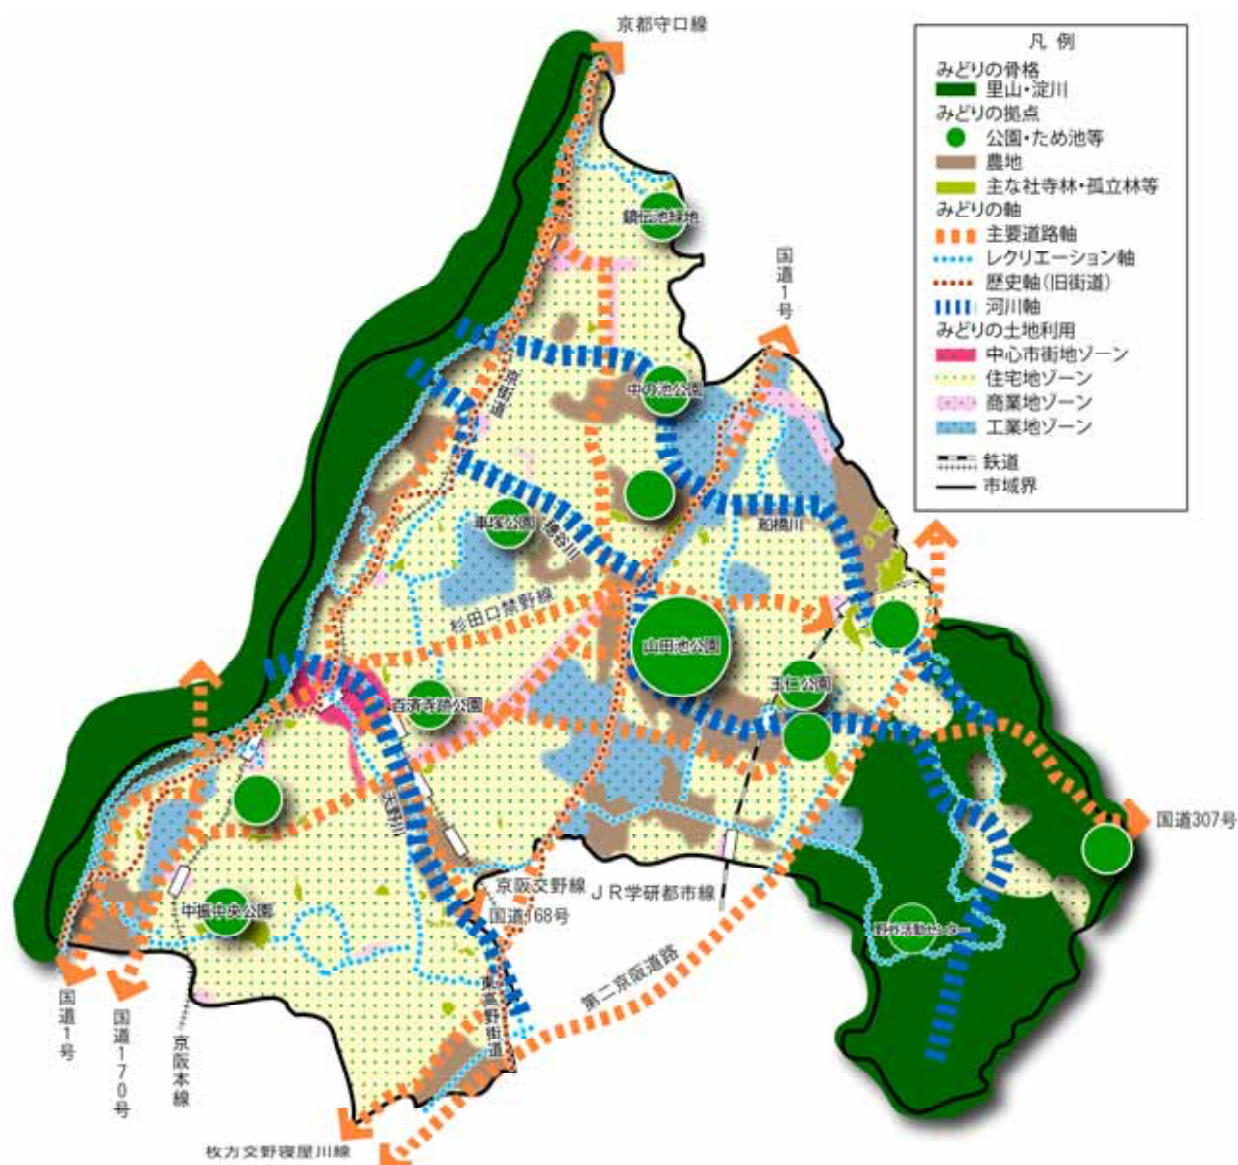 京都守口線
凡 例
みどりの骨格
里山・淀川
みどりの拠点
公園・ため池等
農地
主な社寺林・孤立林等
みどりの軸
主要道路軸
レクリエーション軸
歴史軸(旧街道)
河川軸
みどりの土地利用
中心市街地ゾーン
住宅地ゾーン
商業地ゾーン
工業地ゾーン
鉄道
市域界
鏡伝池緑地
国道1号
京街道
中の池公園
車塚公園
穂谷川
船橋川
杉田口禁野線
山田池公園
王仁公園
百済寺跡公園
天野川
国道307号
京阪交野線
JR学研都市線
国道168号
中振中央公園
野外活動センター
第二京阪道路
東高野街道
国道1号
国道170号
京阪本線
枚方交野寝屋川線